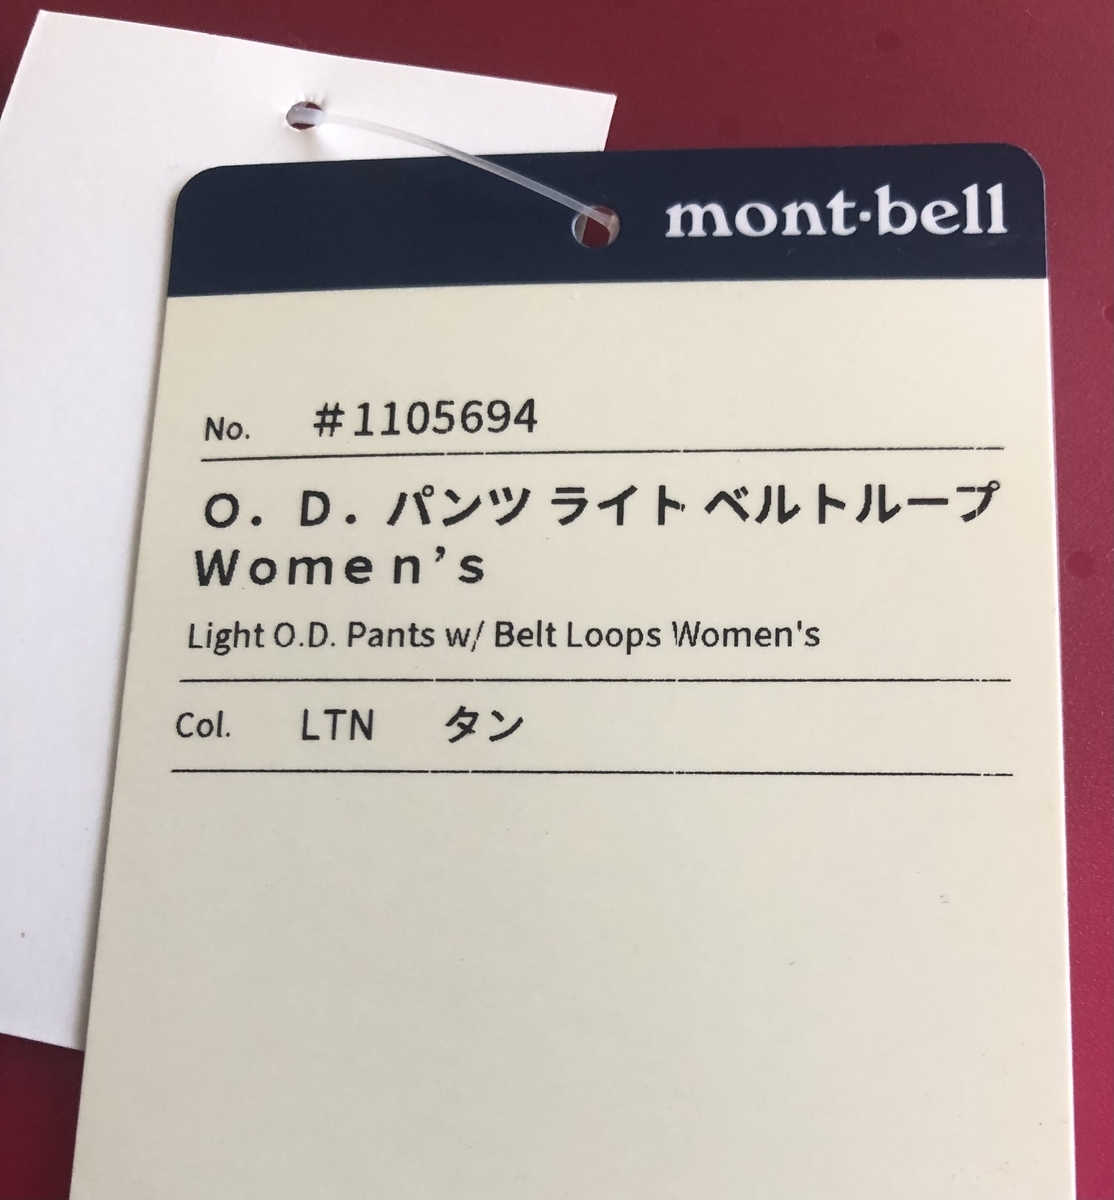 mont·bell
No. #1105694
O. D. パンツ ライト ベルトループ
Women’s
Light O.D. Pants w/ Belt Loops Women's
Col. LTN タン